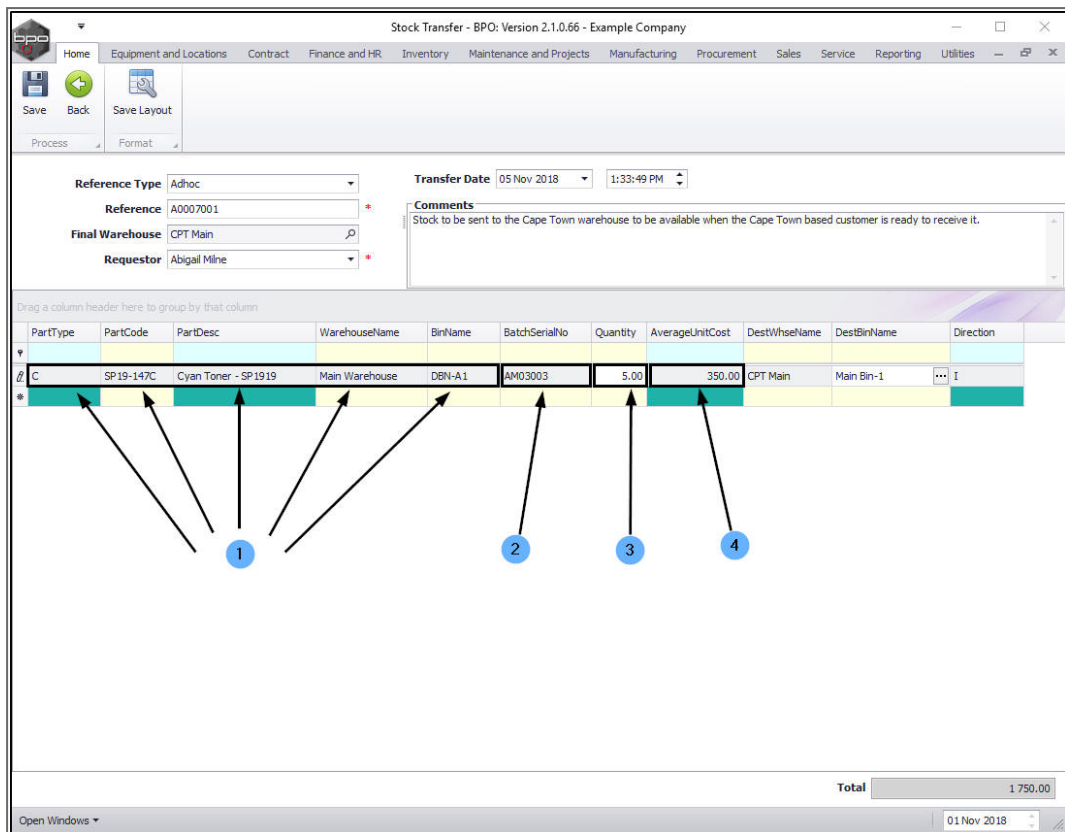 Stock Transfer - BPO: Version 2.1.0.66 - Example Company
bpo
Home Equipment and Locations Contract Finance and HR Inventory Maintenance and Projects Manufacturing Procurement Sales Service Reporting Utilities
Save Back Save Layout
Process Format
Reference Type Adhoc Transfer Date 05 Nov 2018 1:33:49 PM
Reference A0007001 * Comments
Stock to be sent to the Cape Town warehouse to be available when the Cape Town based customer is ready to receive it.
Final Warehouse CPT Main
Requestor Abigail Milne *
Drag a column header here to group by that column
PartType PartCode PartDesc WarehouseName BinName BatchSerialNo Quantity AverageUnitCost DestWhseName DestBinName Direction
C SP19-147C Cyan Toner - SP1919 Main Warehouse DBN-A1 AM03003 5.00 350.00 CPT Main Main Bin-1 ... I
1 2 3 4
Total 1 750.00
Open Windows 01 Nov 2018